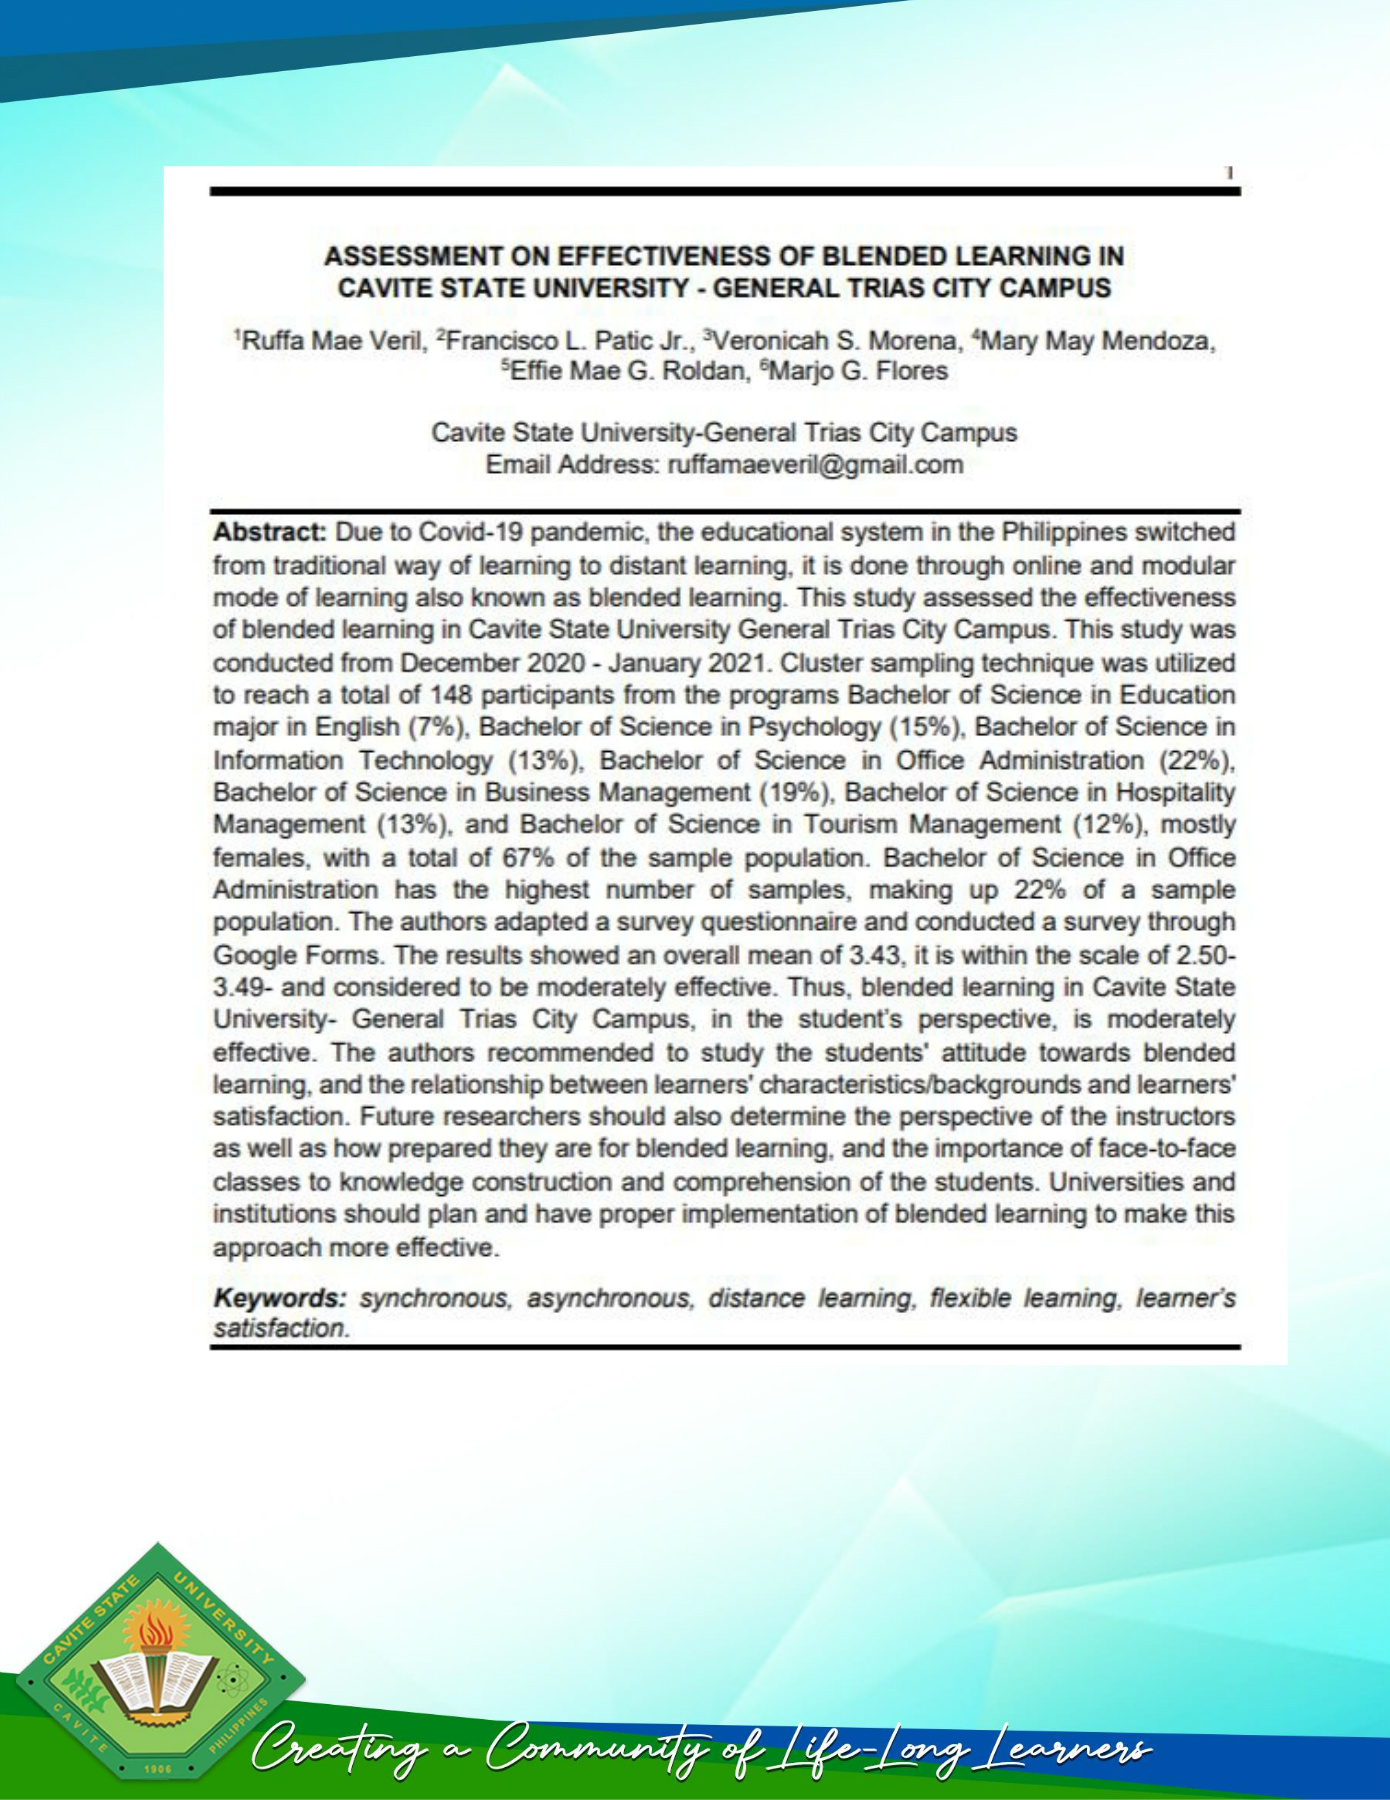 1
ASSESSMENT ON EFFECTIVENESS OF BLENDED LEARNING IN
CAVITE STATE UNIVERSITY - GENERAL TRIAS CITY CAMPUS
¹Ruffa Mae Veril, ²Francisco L. Patic Jr., ³Veronicah S. Morena, ⁴Mary May Mendoza,
⁵Effie Mae G. Roldan, ⁶Marjo G. Flores
Cavite State University-General Trias City Campus
Email Address: ruffamaeveril@gmail.com
Abstract: Due to Covid-19 pandemic, the educational system in the Philippines switched
from traditional way of learning to distant learning, it is done through online and modular
mode of learning also known as blended learning. This study assessed the effectiveness
of blended learning in Cavite State University General Trias City Campus. This study was
conducted from December 2020 - January 2021. Cluster sampling technique was utilized
to reach a total of 148 participants from the programs Bachelor of Science in Education
major in English (7%), Bachelor of Science in Psychology (15%), Bachelor of Science in
Information Technology (13%), Bachelor of Science in Office Administration (22%),
Bachelor of Science in Business Management (19%), Bachelor of Science in Hospitality
Management (13%), and Bachelor of Science in Tourism Management (12%), mostly
females, with a total of 67% of the sample population. Bachelor of Science in Office
Administration has the highest number of samples, making up 22% of a sample
population. The authors adapted a survey questionnaire and conducted a survey through
Google Forms. The results showed an overall mean of 3.43, it is within the scale of 2.50-
3.49- and considered to be moderately effective. Thus, blended learning in Cavite State
University- General Trias City Campus, in the student's perspective, is moderately
effective. The authors recommended to study the students' attitude towards blended
learning, and the relationship between learners' characteristics/backgrounds and learners'
satisfaction. Future researchers should also determine the perspective of the instructors
as well as how prepared they are for blended learning, and the importance of face-to-face
classes to knowledge construction and comprehension of the students. Universities and
institutions should plan and have proper implementation of blended learning to make this
approach more effective.
Keywords: synchronous, asynchronous, distance learning, flexible learning, learner's
satisfaction.
CAVITE STATE UNIVERSITY
CAVITE PHILIPPINES
1906
Creating a Community of Life-Long Learners